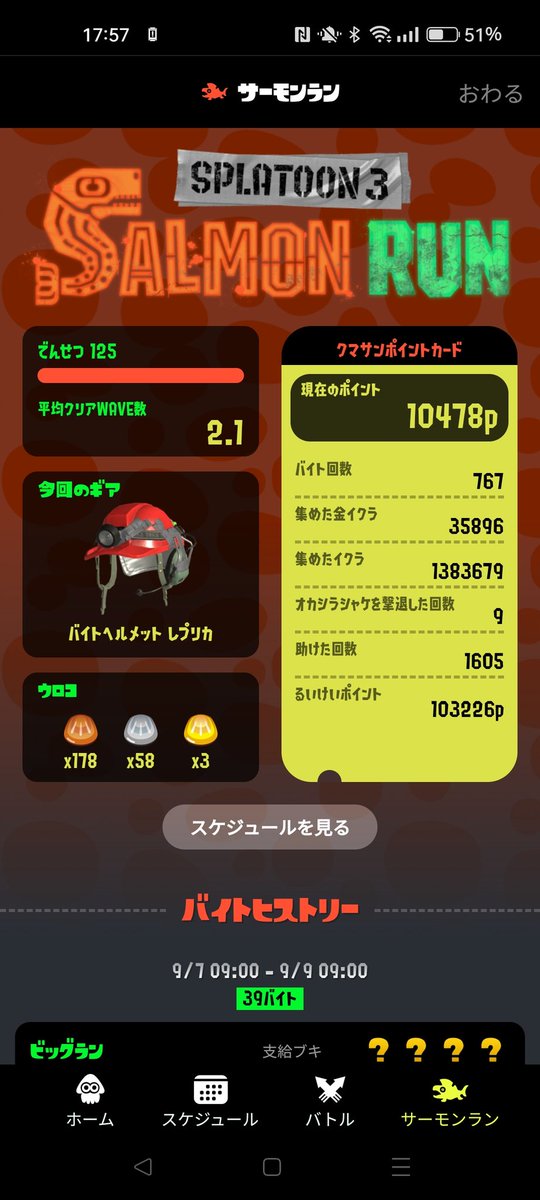 17:57
51%
サーモンラン
おわる
SPLATOON 3
SALMON RUN
でんせつ 125
平均クリアWAVE数
2.1
今回のギア
バイトヘルメット レプリカ
ウロコ
x178 x58 x3
クマサンポイントカード
現在のポイント
10478p
バイト回数
767
集めた金イクラ
35896
集めたイクラ
1383679
オカシラシャケを撃退した回数
9
助けた回数
1605
るいけいポイント
103226p
スケジュールを見る
バイトヒストリー
9/7 09:00 – 9/9 09:00
39バイト
ビッグラン
支給ブキ
? ? ? ?
ホーム
スケジュール
バトル
サーモンラン